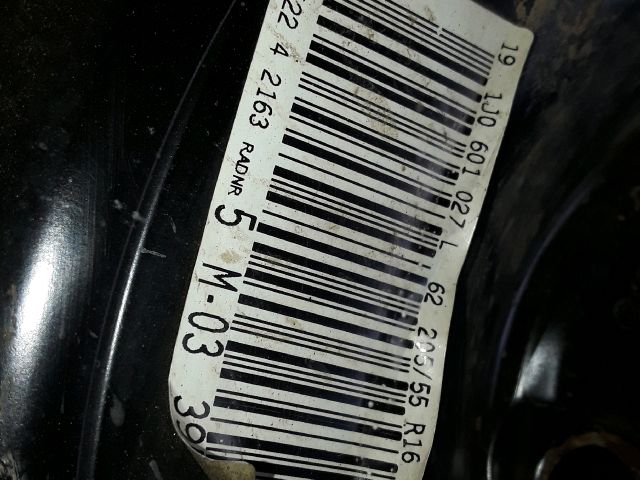 19 1J0 601 027 L 62 205/55 R16
22 4 2163 RADNR 5 M-03 39